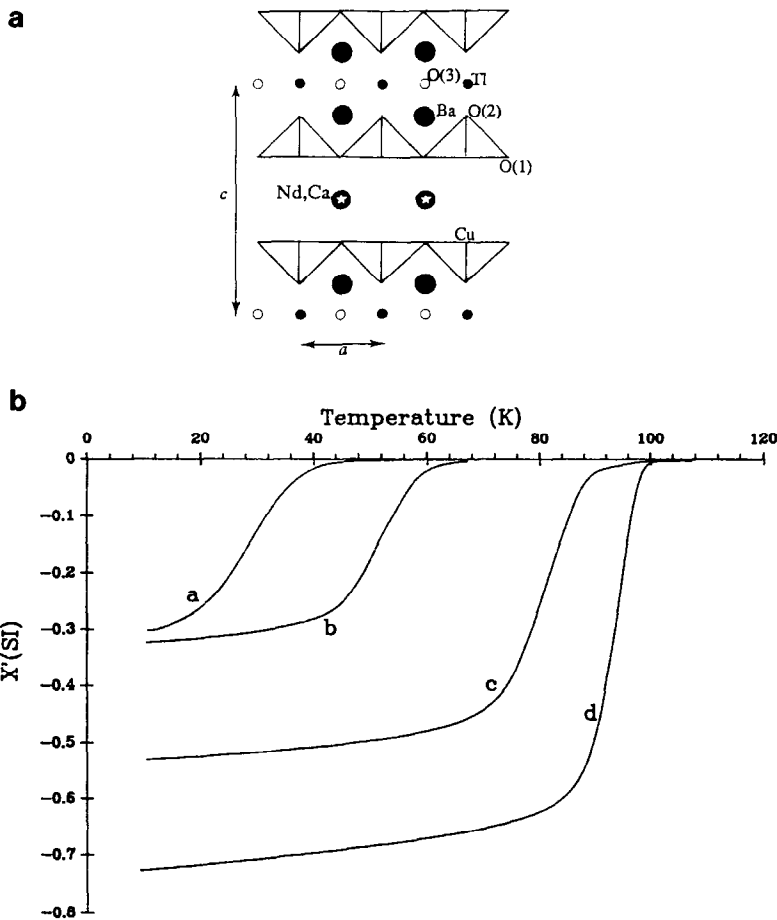 a
O(3) Tl
Ba O(2)
O(1)
c
Nd,Ca
Cu
a
b
Temperature (K)
0 20 40 60 80 100 120
0
-0.1
-0.2
-0.3
-0.4
-0.5
-0.6
-0.7
-0.8
X'(SI)
a
b
c
d